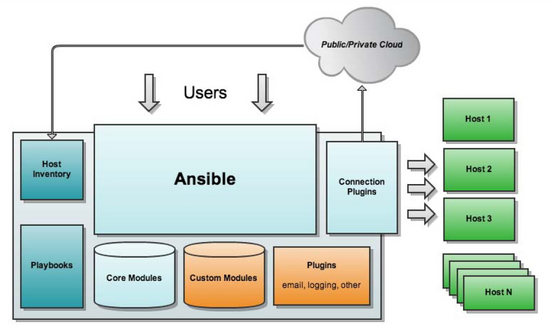 Public/Private Cloud
Users
Host
Inventory
Ansible
Connection
Plugins
Host 1
Host 2
Host 3
Host N
Playbooks
Core Modules
Custom Modules
Plugins
email, logging, other